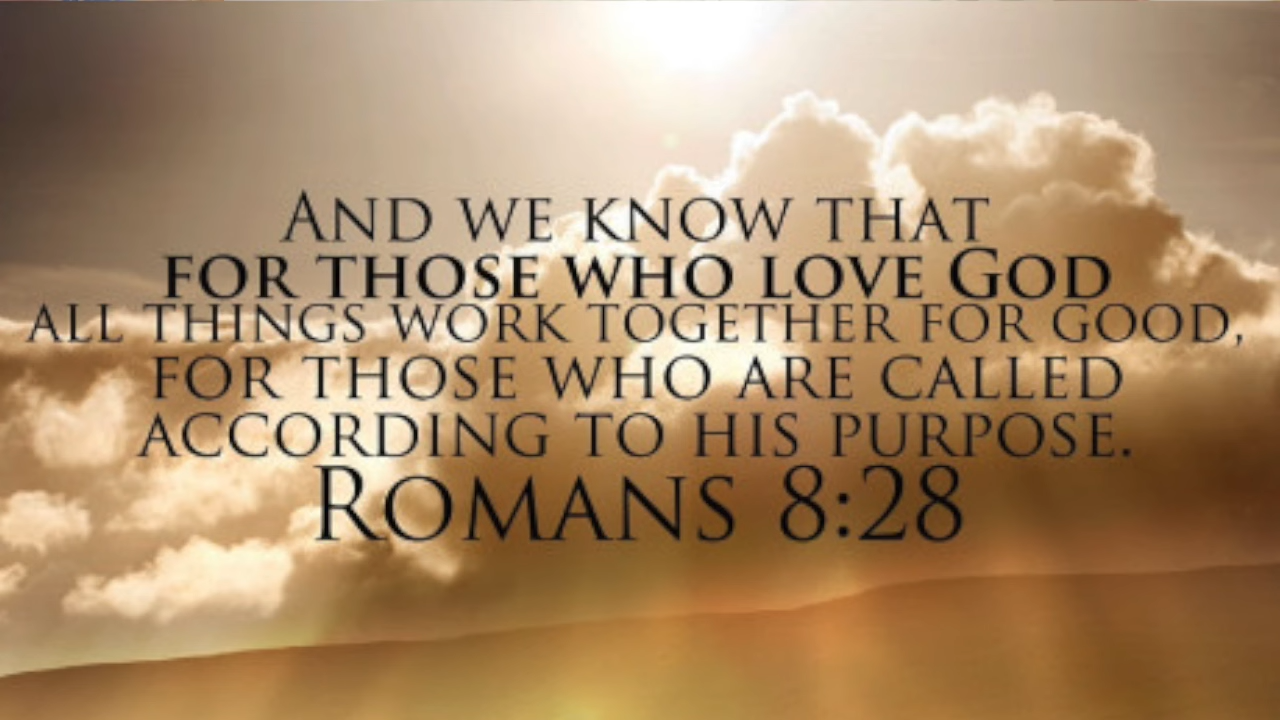 And we know that
for those who love God
all things work together for good,
for those who are called
according to his purpose.
Romans 8:28